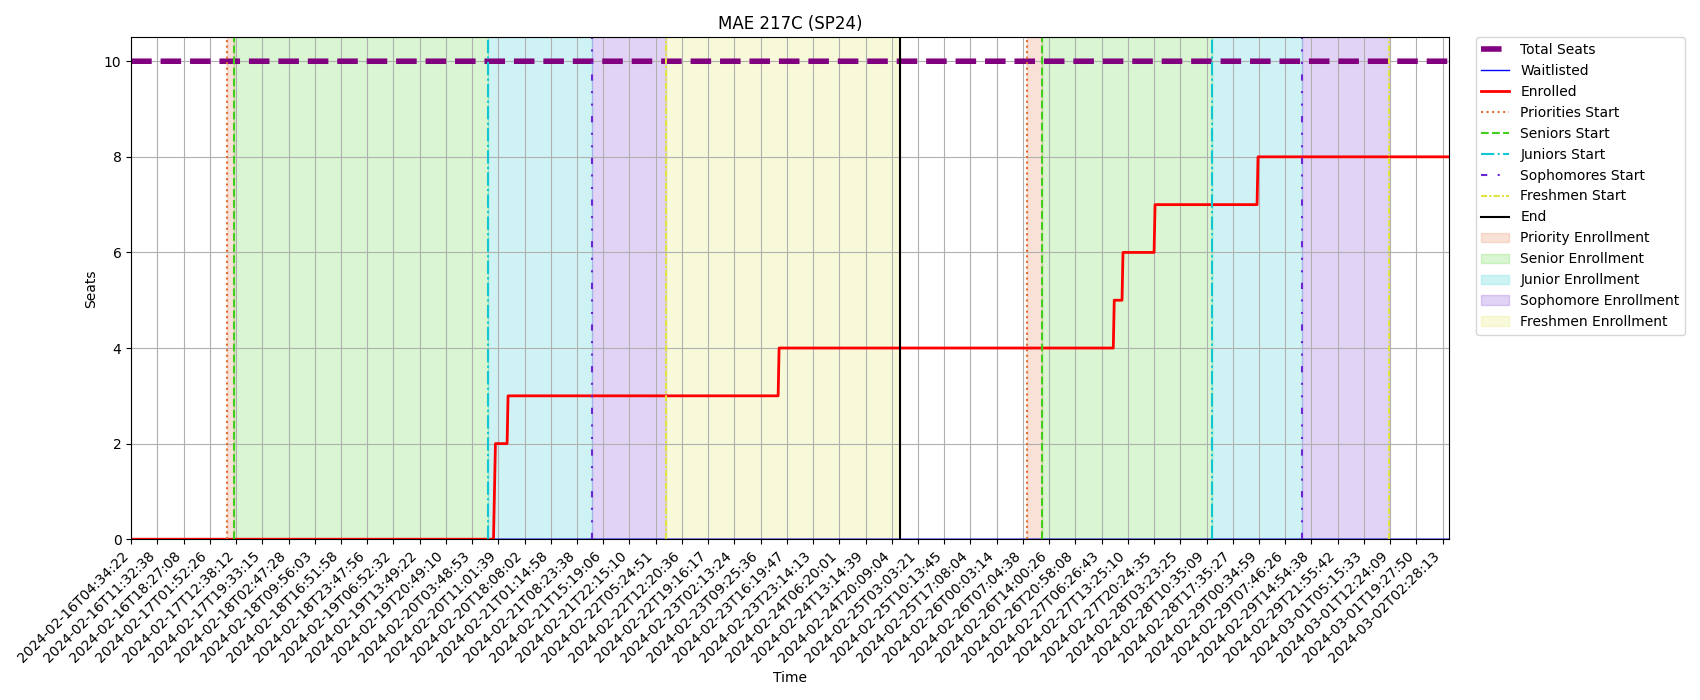 MAE 217C (SP24)
10
8
6
4
2
0
Seats
2024-02-16T04:34:22
2024-02-16T11:32:38
2024-02-16T18:27:08
2024-02-17T01:52:26
2024-02-17T12:38:12
2024-02-17T19:33:15
2024-02-18T02:47:28
2024-02-18T09:56:03
2024-02-18T16:51:58
2024-02-18T23:47:56
2024-02-19T06:52:32
2024-02-19T13:49:22
2024-02-19T20:49:10
2024-02-20T03:48:53
2024-02-20T11:01:39
2024-02-20T18:08:02
2024-02-21T01:14:58
2024-02-21T08:23:38
2024-02-21T15:19:06
2024-02-21T22:15:10
2024-02-22T05:24:51
2024-02-22T12:20:36
2024-02-22T19:16:17
2024-02-23T02:13:24
2024-02-23T09:25:36
2024-02-23T16:19:47
2024-02-23T23:14:13
2024-02-24T06:20:01
2024-02-24T13:14:39
2024-02-24T20:09:04
2024-02-25T03:03:21
2024-02-25T10:13:45
2024-02-25T17:08:04
2024-02-26T00:03:14
2024-02-26T07:04:38
2024-02-26T14:00:26
2024-02-26T20:58:08
2024-02-27T06:26:43
2024-02-27T13:25:10
2024-02-27T20:24:35
2024-02-28T03:23:25
2024-02-28T10:35:09
2024-02-28T17:35:27
2024-02-29T00:34:59
2024-02-29T07:46:26
2024-02-29T14:54:38
2024-02-29T21:55:42
2024-03-01T05:15:33
2024-03-01T12:24:09
2024-03-01T19:27:50
2024-03-02T02:28:13
Time
Total Seats
Waitlisted
Enrolled
Priorities Start
Seniors Start
Juniors Start
Sophomores Start
Freshmen Start
End
Priority Enrollment
Senior Enrollment
Junior Enrollment
Sophomore Enrollment
Freshmen Enrollment